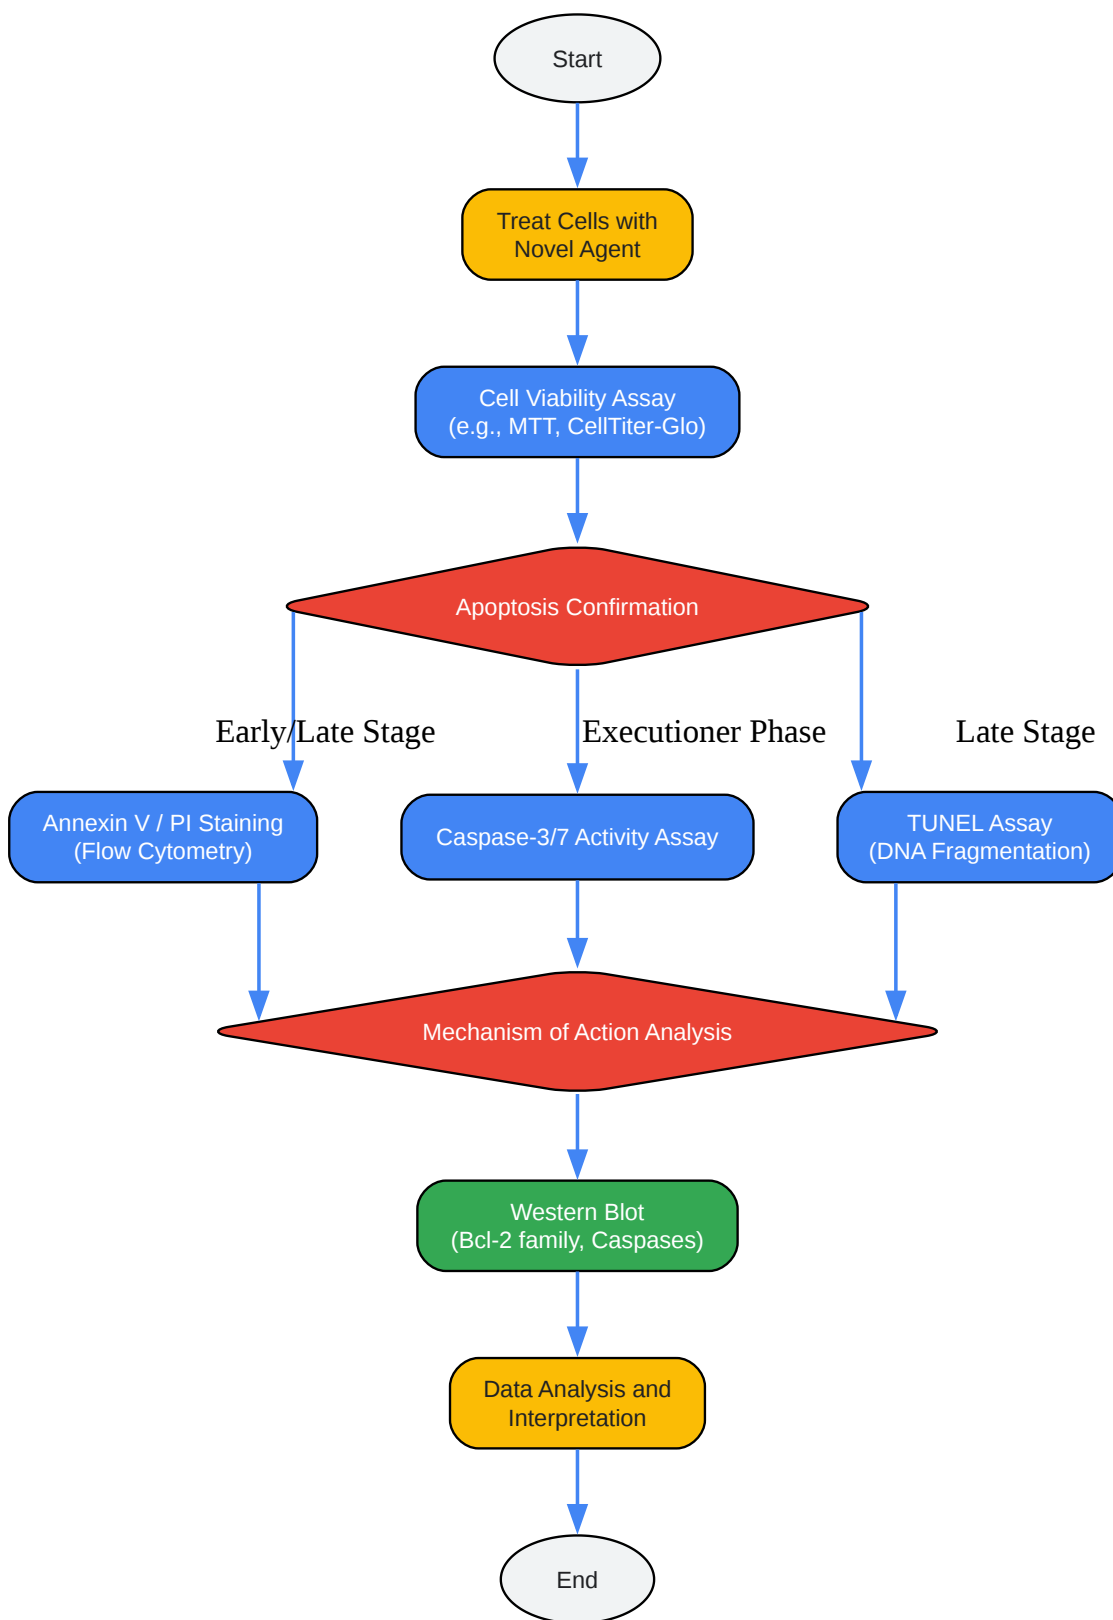 Start
Treat Cells with
Novel Agent
Cell Viability Assay
(e.g., MTT, CellTiter-Glo)
Apoptosis Confirmation
Early/Late Stage
Executioner Phase
Late Stage
Annexin V / PI Staining
(Flow Cytometry)
Caspase-3/7 Activity Assay
TUNEL Assay
(DNA Fragmentation)
Mechanism of Action Analysis
Western Blot
(Bcl-2 family, Caspases)
Data Analysis and
Interpretation
End